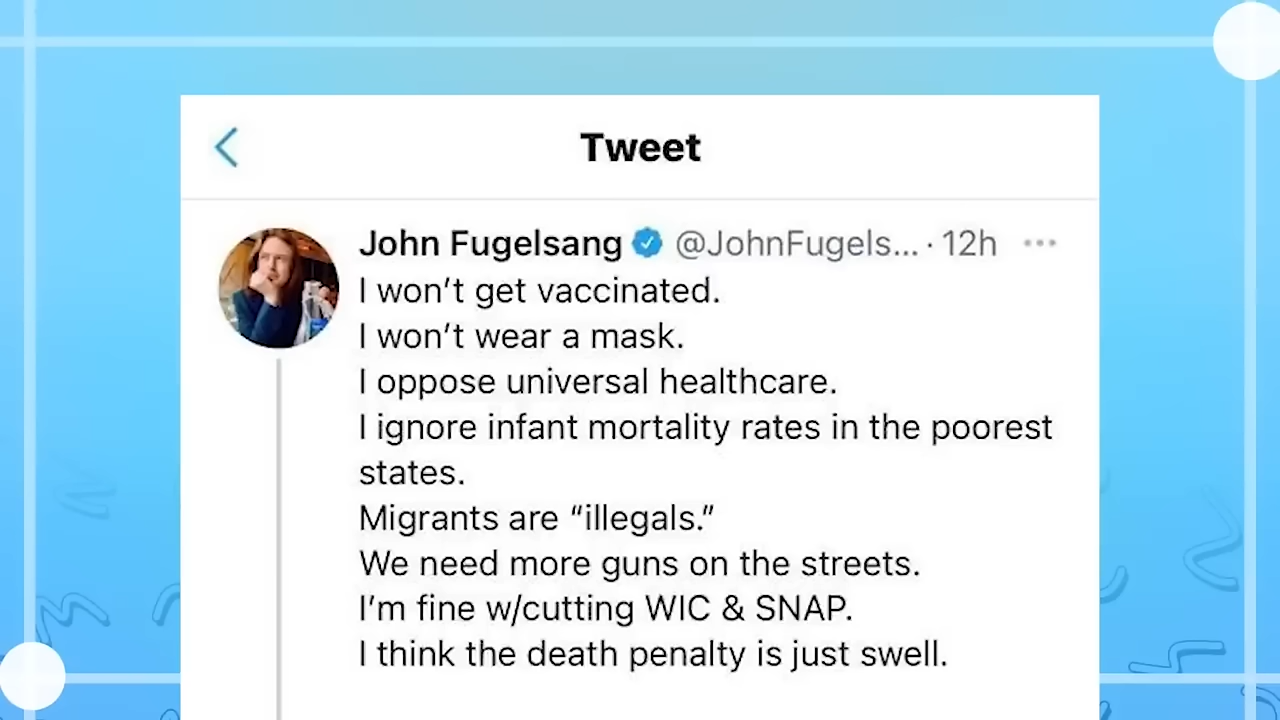 Tweet
John Fugelsang @JohnFugels... · 12h
I won’t get vaccinated.
I won’t wear a mask.
I oppose universal healthcare.
I ignore infant mortality rates in the poorest
states.
Migrants are “illegals.”
We need more guns on the streets.
I’m fine w/cutting WIC & SNAP.
I think the death penalty is just swell.